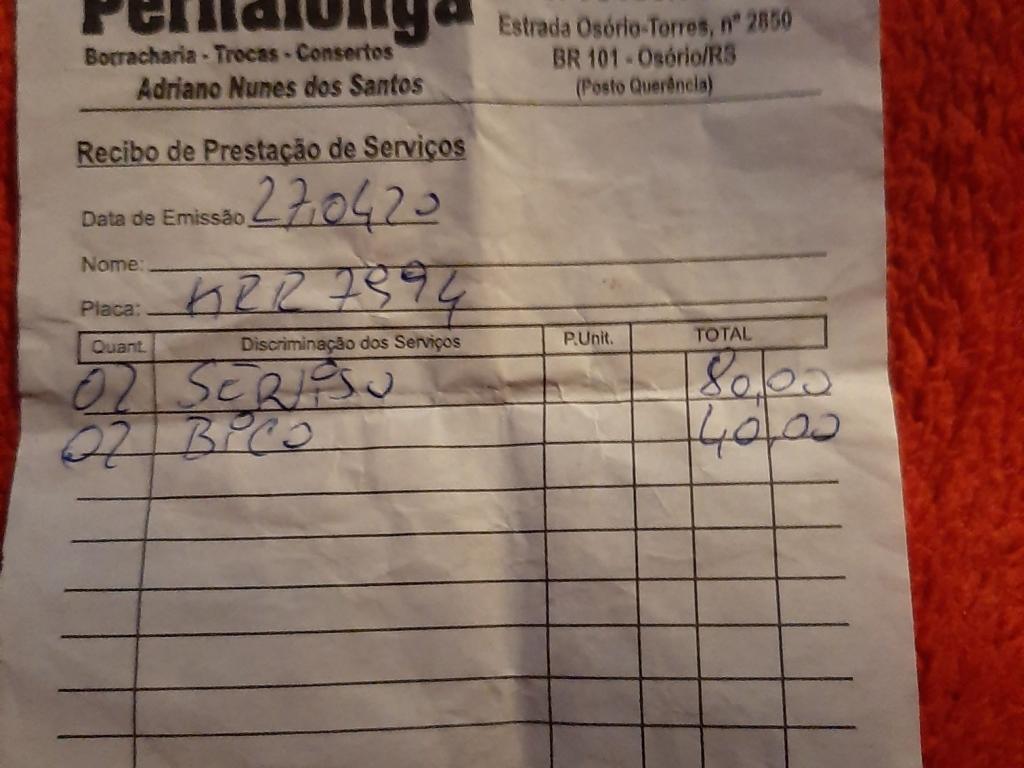 Pernalonga
Borracharia - Trocas - Consertos
Adriano Nunes dos Santos
Estrada Osório-Torres, nº 2850
BR 101 - Osório/RS
(Posto Querência)
Recibo de Prestação de Serviços
Data de Emissão 27.04 20
Nome:
Placa: KRR 7994
Quant. Discriminação dos Serviços P.Unit. TOTAL
02 SERViSO 80,00
02 BiCO 40,00